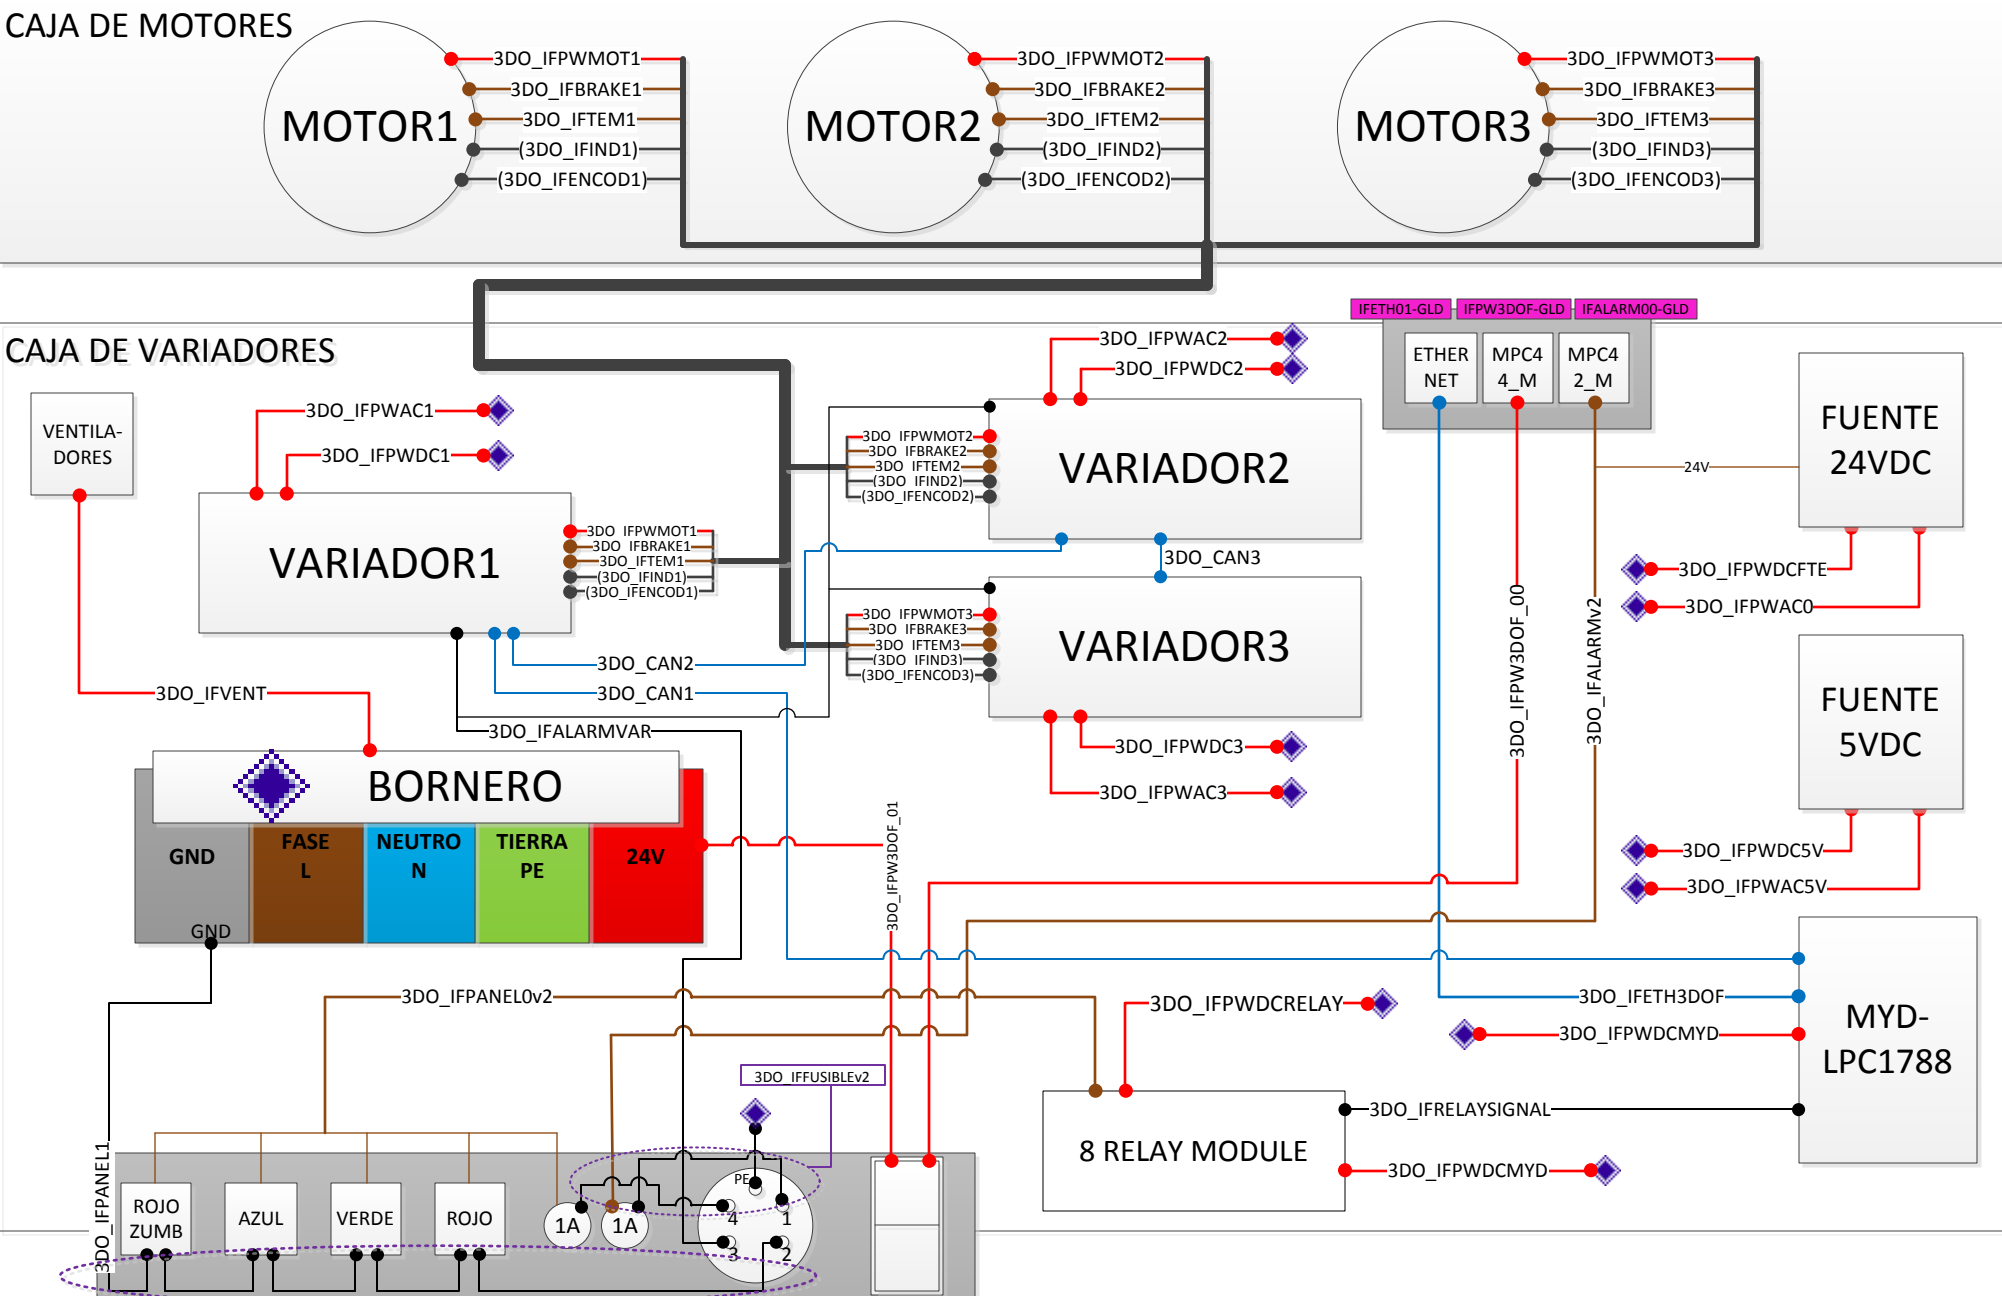 CAJA DE MOTORES
MOTOR1
3DO_IFPWMOT1
3DO_IFBRAKE1
3DO_IFTEM1
(3DO_IFIND1)
(3DO_IFENCOD1)
MOTOR2
3DO_IFPWMOT2
3DO_IFBRAKE2
3DO_IFTEM2
(3DO_IFIND2)
(3DO_IFENCOD2)
MOTOR3
3DO_IFPWMOT3
3DO_IFBRAKE3
3DO_IFTEM3
(3DO_IFIND3)
(3DO_IFENCOD3)
CAJA DE VARIADORES
IFETH01-GLD
IFPW3DOF-GLD
IFALARM00-GLD
ETHER
NET
MPC4
4_M
MPC4
2_M
VENTILA-
DORES
3DO_IFPWAC1
3DO_IFPWDC1
VARIADOR1
3DO_IFPWMOT1
3DO_IFBRAKE1
3DO_IFTEM1
(3DO_IFIND1)
(3DO_IFENCOD1)
3DO_IFPWAC2
3DO_IFPWDC2
3DO_IFPWMOT2
3DO_IFBRAKE2
3DO_IFTEM2
(3DO_IFIND2)
(3DO_IFENCOD2)
VARIADOR2
3DO_CAN3
3DO_IFPWMOT3
3DO_IFBRAKE3
3DO_IFTEM3
(3DO_IFIND3)
(3DO_IFENCOD3)
VARIADOR3
3DO_IFPWDC3
3DO_IFPWAC3
FUENTE
24VDC
24V
3DO_IFPWDCFTE
3DO_IFPWAC0
FUENTE
5VDC
3DO_IFPWDC5V
3DO_IFPWAC5V
3DO_IFPW3DOF_00
3DO_IFALARMv2
3DO_CAN2
3DO_CAN1
3DO_IFVENT
3DO_IFALARMVAR
BORNERO
GND
FASE
L
NEUTRO
N
TIERRA
PE
24V
GND
3DO_IFPW3DOF_01
3DO_IFPANEL0v2
3DO_IFPWDCRELAY
3DO_IFETH3DOF
3DO_IFPWDCMYD
MYD-
LPC1788
3DO_IFFUSIBLEv2
8 RELAY MODULE
3DO_IFRELAYSIGNAL
3DO_IFPWDCMYD
3DO_IFPANEL1
ROJO
ZUMB
AZUL
VERDE
ROJO
1A
1A
PE
4
1
3
2